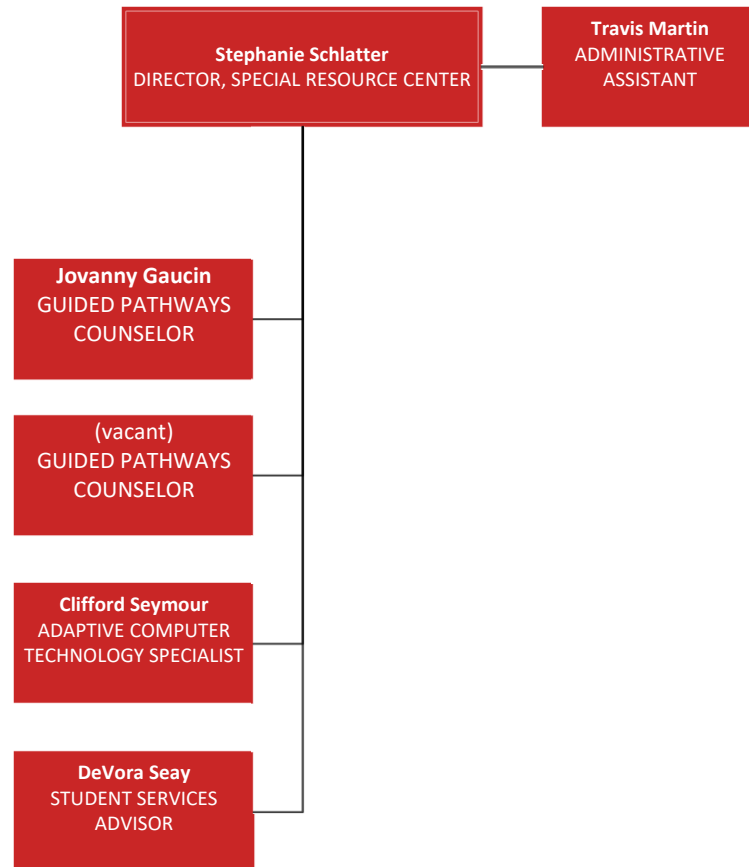 Stephanie Schlatter
DIRECTOR, SPECIAL RESOURCE CENTER
Travis Martin
ADMINISTRATIVE
ASSISTANT
Jovanny Gaucin
GUIDED PATHWAYS
COUNSELOR
(vacant)
GUIDED PATHWAYS
COUNSELOR
Clifford Seymour
ADAPTIVE COMPUTER
TECHNOLOGY SPECIALIST
DeVora Seay
STUDENT SERVICES
ADVISOR